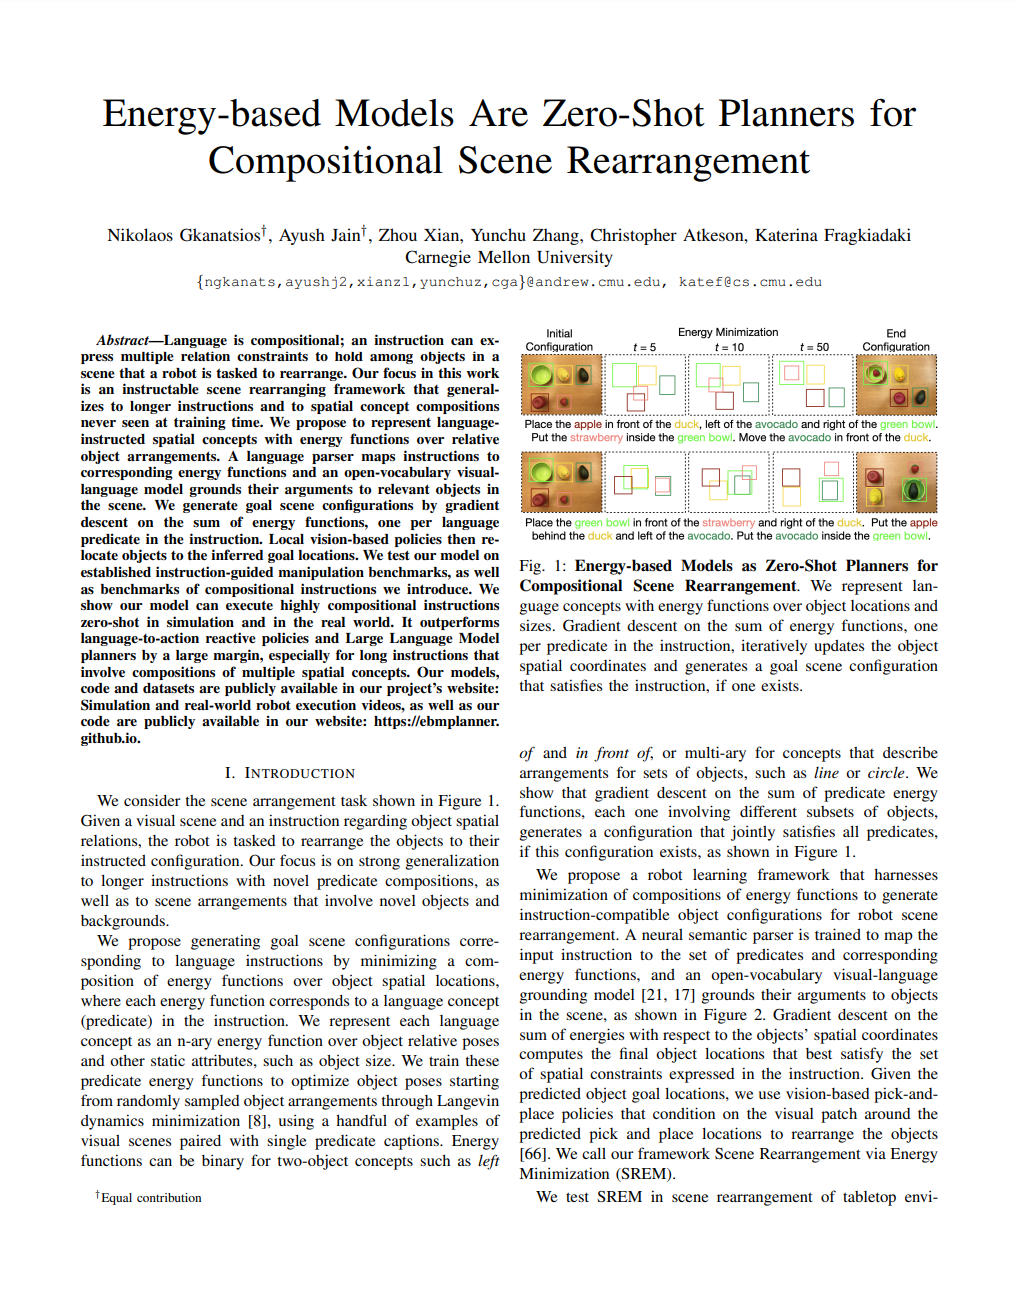 Energy-based Models Are Zero-Shot Planners for
Compositional Scene Rearrangement
Nikolaos Gkanatsios†, Ayush Jain†, Zhou Xian, Yunchu Zhang, Christopher Atkeson, Katerina Fragkiadaki
Carnegie Mellon University
{ngkanats,ayushj2,xianz1,yunchuz,cga}@andrew.cmu.edu, katef@cs.cmu.edu
Abstract—Language is compositional; an instruction can ex-
press multiple relation constraints to hold among objects in a
scene that a robot is tasked to rearrange. Our focus in this work
is an instructable scene rearranging framework that general-
izes to longer instructions and to spatial concept compositions
never seen at training time. We propose to represent language-
instructed spatial concepts with energy functions over relative
object arrangements. A language parser maps instructions to
corresponding energy functions and an open-vocabulary visual-
language model grounds their arguments to relevant objects in
the scene. We generate goal scene configurations by gradient
descent on the sum of energy functions, one per language
predicate in the instruction. Local vision-based policies then re-
locate objects to the inferred goal locations. We test our model on
established instruction-guided manipulation benchmarks, as well
as benchmarks of compositional instructions we introduce. We
show our model can execute highly compositional instructions
zero-shot in simulation and in the real world. It outperforms
language-to-action reactive policies and Large Language Model
planners by a large margin, especially for long instructions that
involve compositions of multiple spatial concepts. Our models,
code and datasets are publicly available in our project's website:
Simulation and real-world robot execution videos, as well as our
code are publicly available in our website: https://ebmplanner.
github.io.
I. INTRODUCTION
We consider the scene arrangement task shown in Figure 1.
Given a visual scene and an instruction regarding object spatial
relations, the robot is tasked to rearrange the objects to their
instructed configuration. Our focus is on strong generalization
to longer instructions with novel predicate compositions, as
well as to scene arrangements that involve novel objects and
backgrounds.
We propose generating goal scene configurations corre-
sponding to language instructions by minimizing a com-
position of energy functions over object spatial locations,
where each energy function corresponds to a language concept
(predicate) in the instruction. We represent each language
concept as an n-ary energy function over object relative poses
and other static attributes, such as object size. We train these
predicate energy functions to optimize object poses starting
from randomly sampled object arrangements through Langevin
dynamics minimization [8], using a handful of examples of
visual scenes paired with single predicate captions. Energy
functions can be binary for two-object concepts such as left
†Equal contribution
Initial
Configuration
Energy Minimization
t = 5
t = 10
t = 50
End
Configuration
Place the apple in front of the duck, left of the avocado and right of the green bowl.
Put the strawberry inside the green bowl. Move the avocado in front of the duck.
Place the green bowl in front of the strawberry and right of the duck. Put the apple
behind the duck and left of the avocado. Put the avocado inside the green bowl.
Fig. 1: Energy-based Models as Zero-Shot Planners for
Compositional Scene Rearrangement. We represent lan-
guage concepts with energy functions over object locations and
sizes. Gradient descent on the sum of energy functions, one
per predicate in the instruction, iteratively updates the object
spatial coordinates and generates a goal scene configuration
that satisfies the instruction, if one exists.
of and in front of, or multi-ary for concepts that describe
arrangements for sets of objects, such as line or circle. We
show that gradient descent on the sum of predicate energy
functions, each one involving different subsets of objects,
generates a configuration that jointly satisfies all predicates,
if this configuration exists, as shown in Figure 1.
We propose a robot learning framework that harnesses
minimization of compositions of energy functions to generate
instruction-compatible object configurations for robot scene
rearrangement. A neural semantic parser is trained to map the
input instruction to the set of predicates and corresponding
energy functions, and an open-vocabulary visual-language
grounding model [21, 17] grounds their arguments to objects
in the scene, as shown in Figure 2. Gradient descent on the
sum of energies with respect to the objects' spatial coordinates
computes the final object locations that best satisfy the set
of spatial constraints expressed in the instruction. Given the
predicted object goal locations, we use vision-based pick-and-
place policies that condition on the visual patch around the
predicted pick and place locations to rearrange the objects
[66]. We call our framework Scene Rearrangement via Energy
Minimization (SREM).
We test SREM in scene rearrangement of tabletop envi-